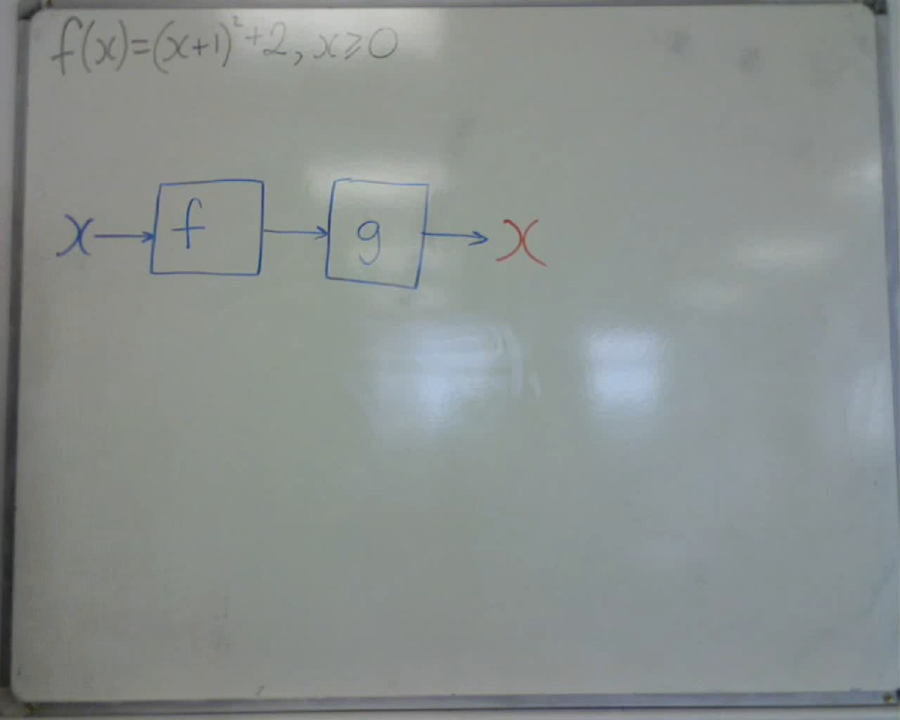 f(x)=(x+1)²+2, x⩾0
x → f → g → x